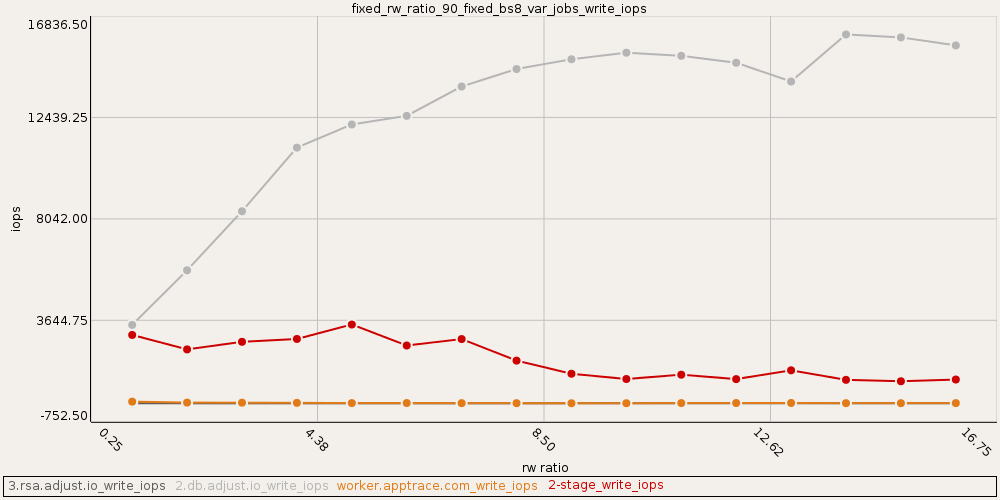 fixed_rw_ratio_90_fixed_bs8_var_jobs_write_iops
16836.50
12439.25
8042.00
3644.75
-752.50
iops
0.25 4.38 8.50 12.62 16.75
rw ratio
3.rsa.adjust.io_write_iops 2.db.adjust.io_write_iops worker.apptrace.com_write_iops 2-stage_write_iops